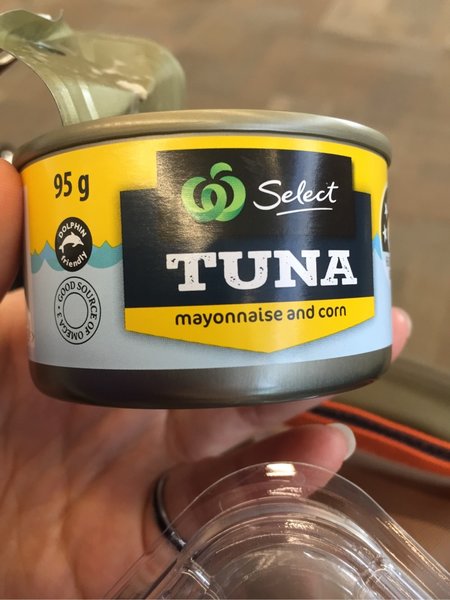 95 g
Select
DOLPHIN
friendly
TUNA
GOOD SOURCE OF OMEGA 3
mayonnaise and corn